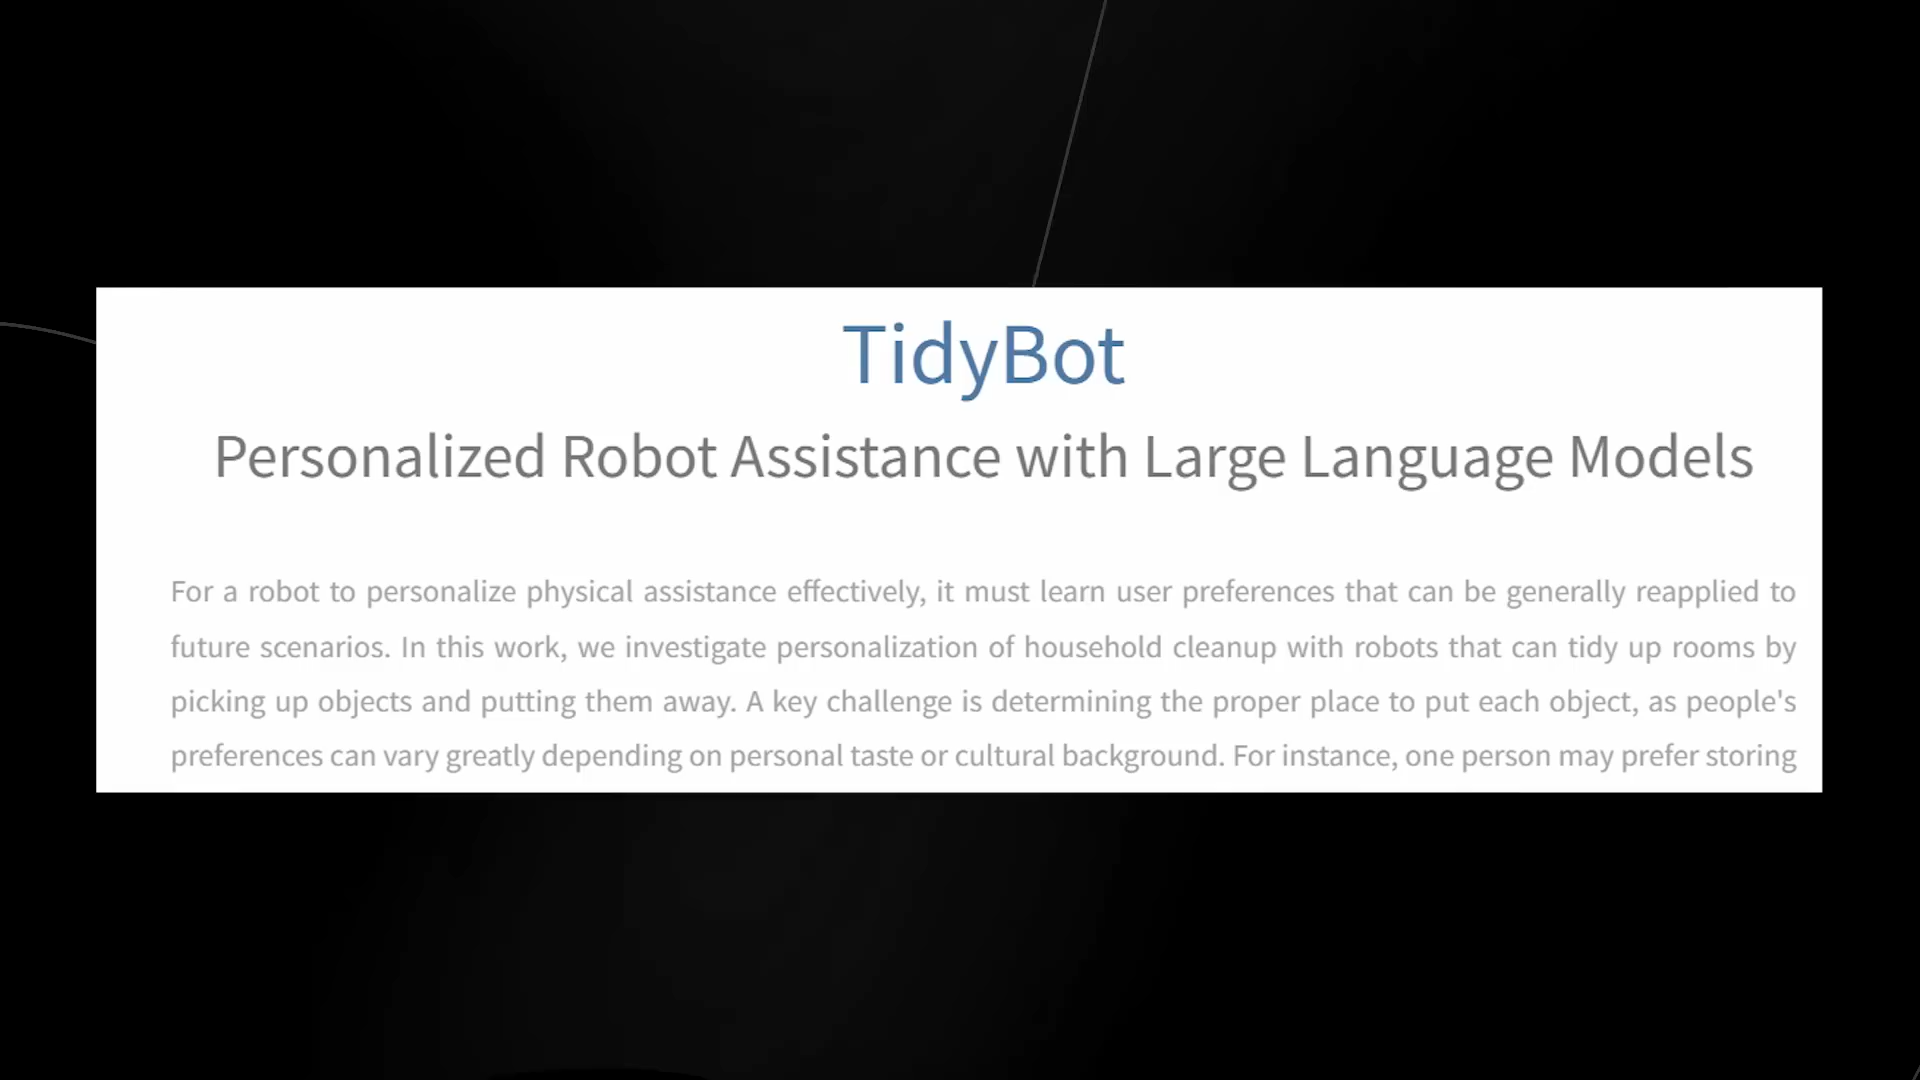 TidyBot
Personalized Robot Assistance with Large Language Models
For a robot to personalize physical assistance effectively, it must learn user preferences that can be generally reapplied to
future scenarios. In this work, we investigate personalization of household cleanup with robots that can tidy up rooms by
picking up objects and putting them away. A key challenge is determining the proper place to put each object, as people's
preferences can vary greatly depending on personal taste or cultural background. For instance, one person may prefer storing